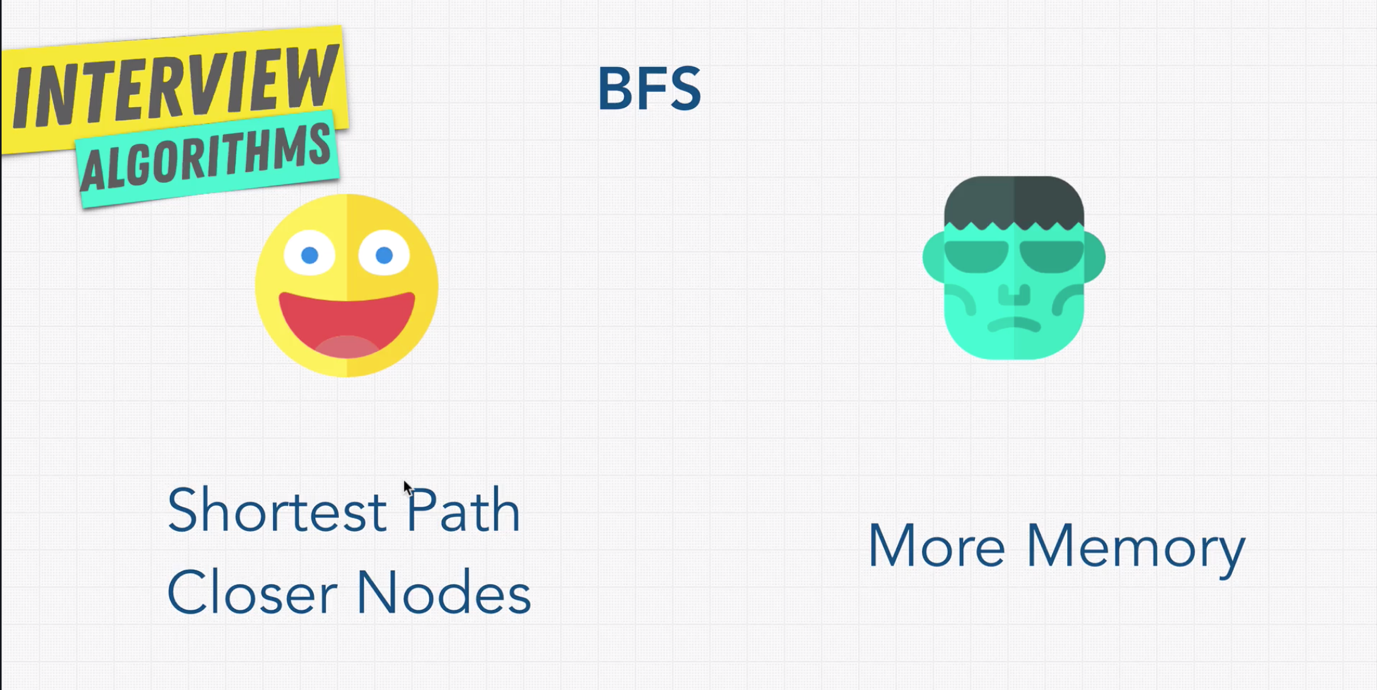 INTERVIEW
ALGORITHMS
BFS
Shortest Path
Closer Nodes
More Memory